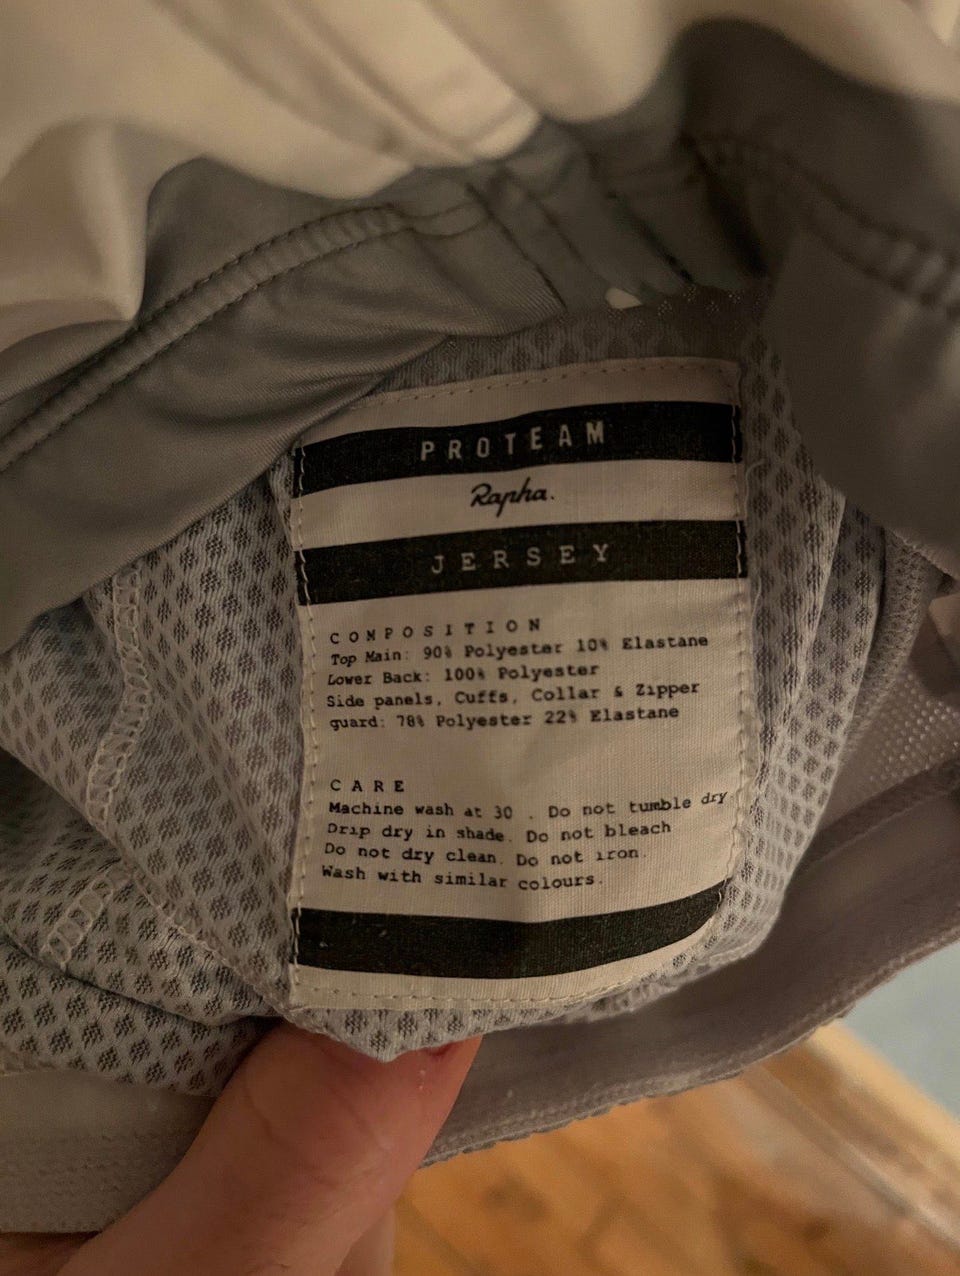 PROTEAM
Rapha.
JERSEY
COMPOSITION
Top Main: 90% Polyester 10% Elastane
Lower Back: 100% Polyester
Side panels, Cuffs, Collar & Zipper
guard: 78% Polyester 22% Elastane
CARE
Machine wash at 30 . Do not tumble dry
Drip dry in shade. Do not bleach
Do not dry clean. Do not iron.
Wash with similar colours.